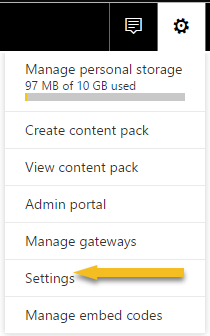 Manage personal storage
97 MB of 10 GB used
Create content pack
View content pack
Admin portal
Manage gateways
Settings
Manage embed codes